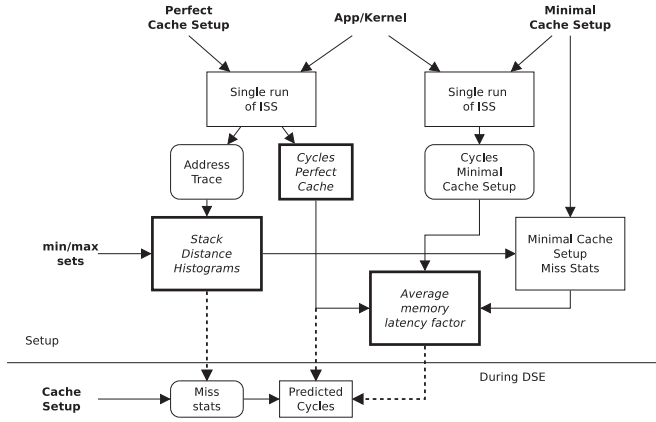 Perfect
Cache Setup
App/Kernel
Minimal
Cache Setup
Single run
of ISS
Single run
of ISS
Address
Trace
Cycles
Perfect
Cache
Cycles
Minimal
Cache Setup
min/max
sets
Stack
Distance
Histograms
Minimal Cache
Setup
Miss Stats
Average
memory
latency factor
Setup
During DSE
Cache
Setup
Miss
stats
Predicted
Cycles